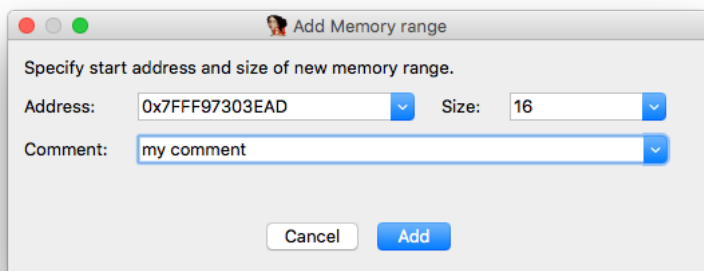 Add Memory range
Specify start address and size of new memory range.
Address: 0x7FFF97303EAD Size: 16
Comment: my comment
Cancel Add